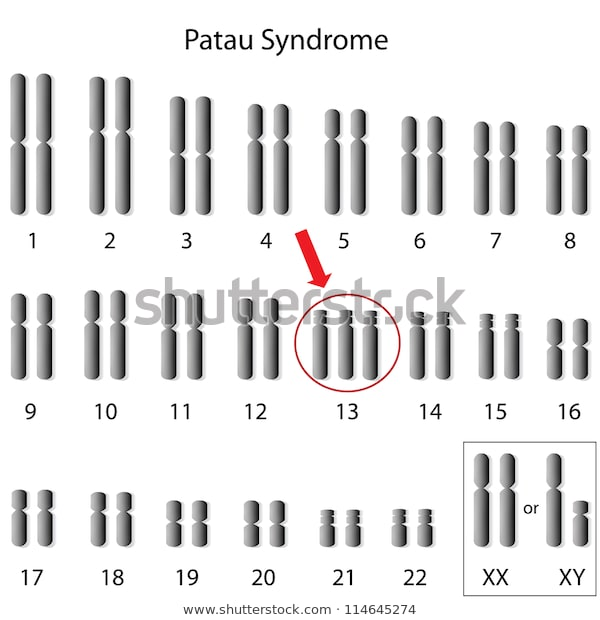 Patau Syndrome
1 2 3 4 5 6 7 8
shutterstock
9 10 11 12 13 14 15 16
or
17 18 19 20 21 22 XX XY
www.shutterstock.com · 114645274